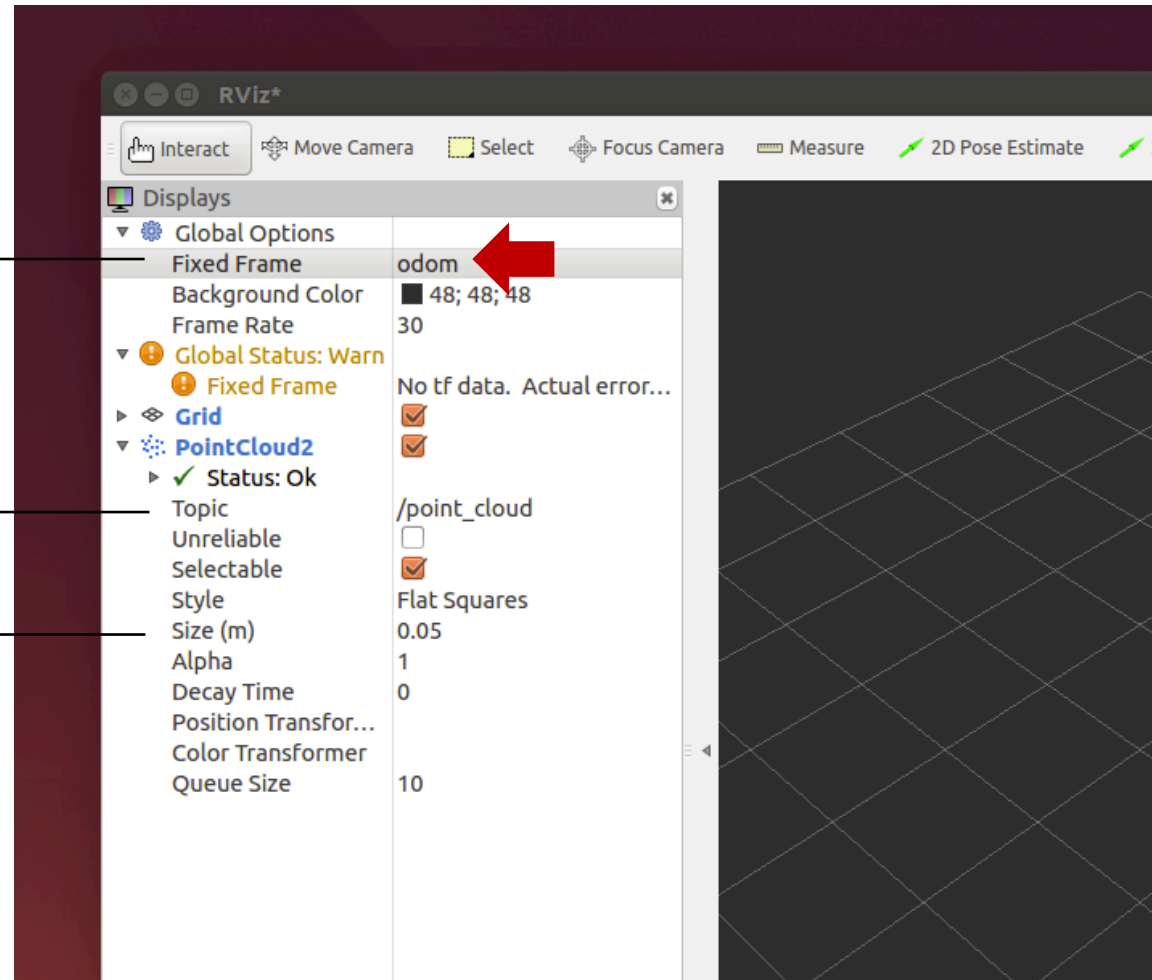 RViz*
Interact Move Camera Select Focus Camera Measure 2D Pose Estimate
Displays
Global Options
Fixed Frame odom
Background Color 48; 48; 48
Frame Rate 30
Global Status: Warn
Fixed Frame No tf data. Actual error...
Grid
PointCloud2
Status: Ok
Topic /point_cloud
Unreliable
Selectable
Style Flat Squares
Size (m) 0.05
Alpha 1
Decay Time 0
Position Transfor...
Color Transformer
Queue Size 10